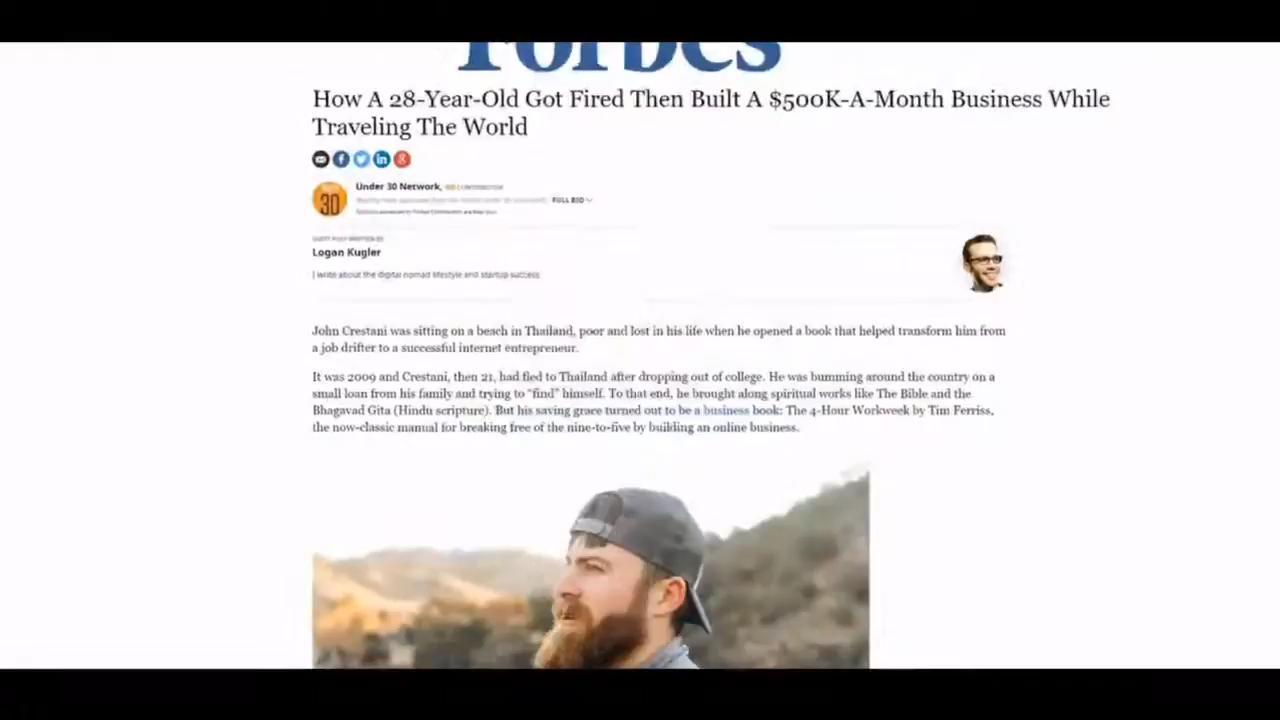 Forbes
How A 28-Year-Old Got Fired Then Built A $500K-A-Month Business While
Traveling The World
30
Under 30 Network,
FULL BIO
Logan Kugler
I write about the digital nomad lifestyle and startup success
John Crestani was sitting on a beach in Thailand, poor and lost in his life when he opened a book that helped transform him from
a job drifter to a successful internet entrepreneur.
It was 2009 and Crestani, then 21, had fled to Thailand after dropping out of college. He was bumming around the country on a
small loan from his family and trying to "find" himself. To that end, he brought along spiritual works like The Bible and the
Bhagavad Gita (Hindu scripture). But his saving grace turned out to be a business book: The 4-Hour Workweek by Tim Ferriss,
the now-classic manual for breaking free of the nine-to-five by building an online business.